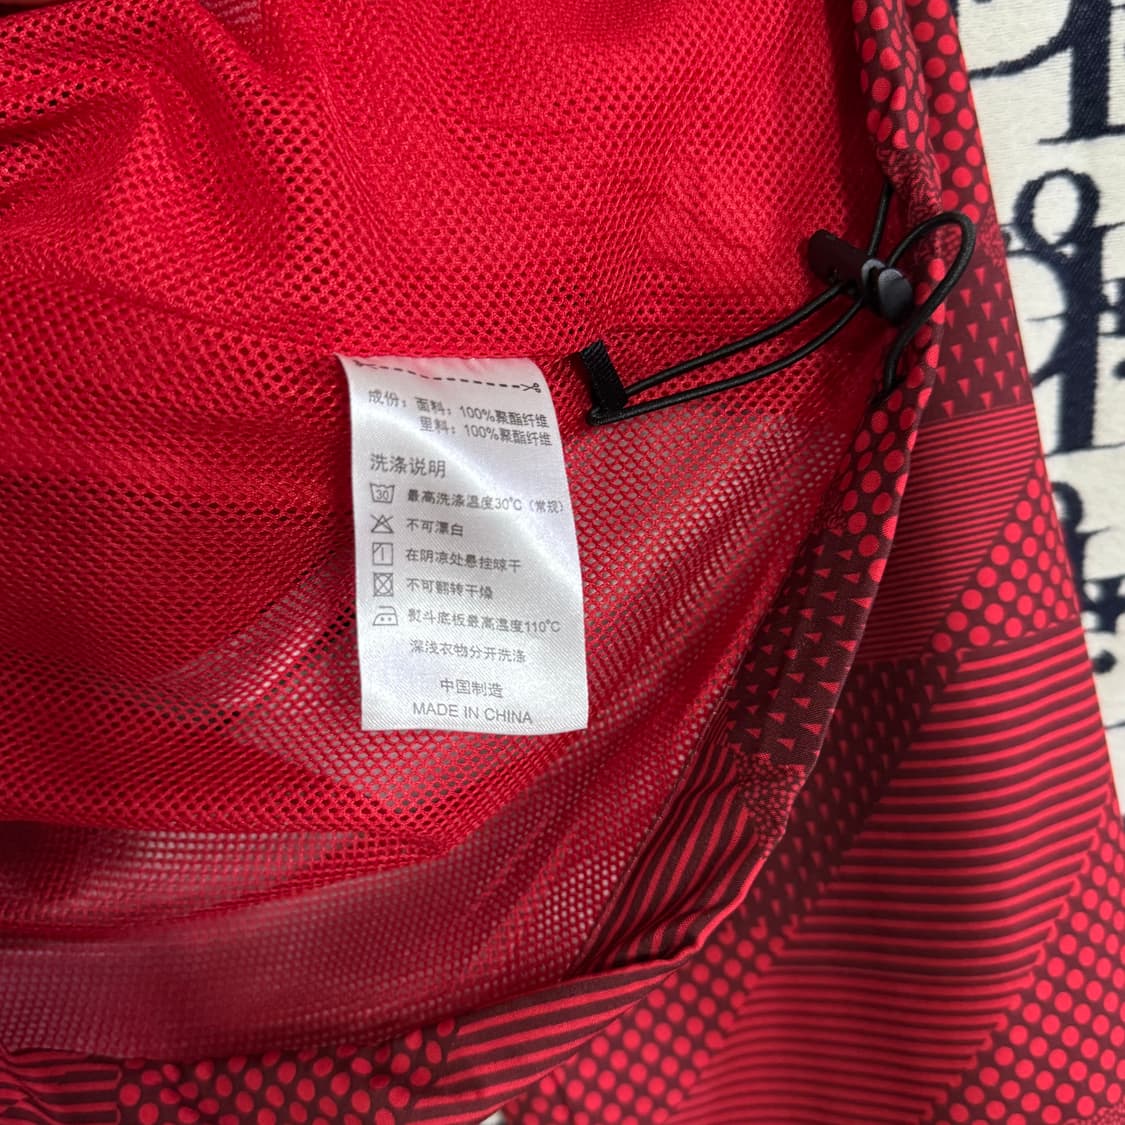 成份：面料：100%聚酯纤维
里料：100%聚酯纤维
洗涤说明
30 最高洗涤温度30°C（常规）
不可漂白
在阴凉处悬挂晾干
不可翻转干燥
熨斗底板最高温度110°C
深浅衣物分开洗涤
中国制造
MADE IN CHINA